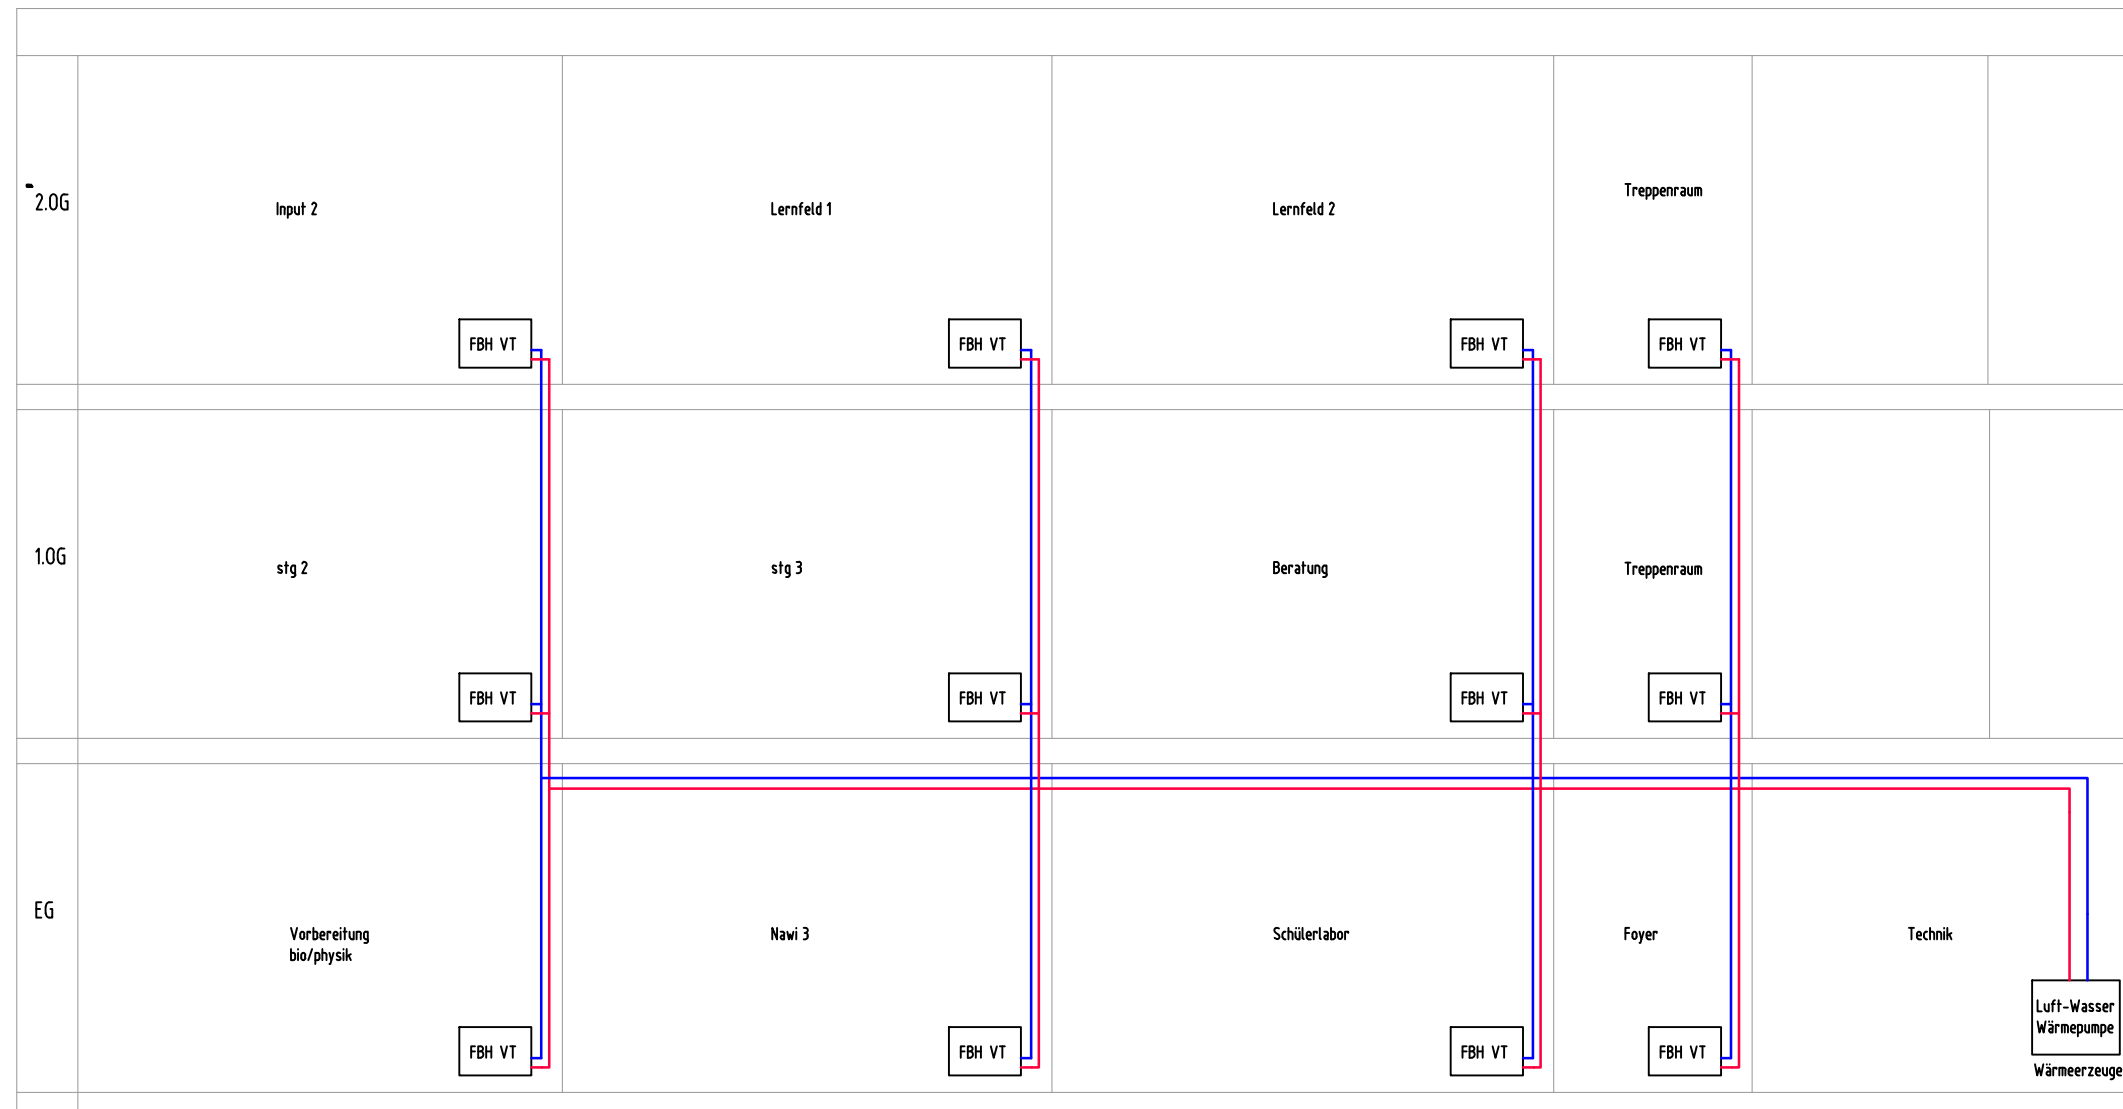 Treppenraum
2.OG
Input 2
Lernfeld 1
Lernfeld 2
FBH VT
FBH VT
FBH VT
FBH VT
1.OG
stg 2
stg 3
Beratung
Treppenraum
FBH VT
FBH VT
FBH VT
FBH VT
EG
Vorbereitung
bio/physik
Nawi 3
Schülerlabor
Foyer
Technik
Luft-Wasser
Wärmepumpe
FBH VT
FBH VT
FBH VT
FBH VT
Wärmeerzeuge